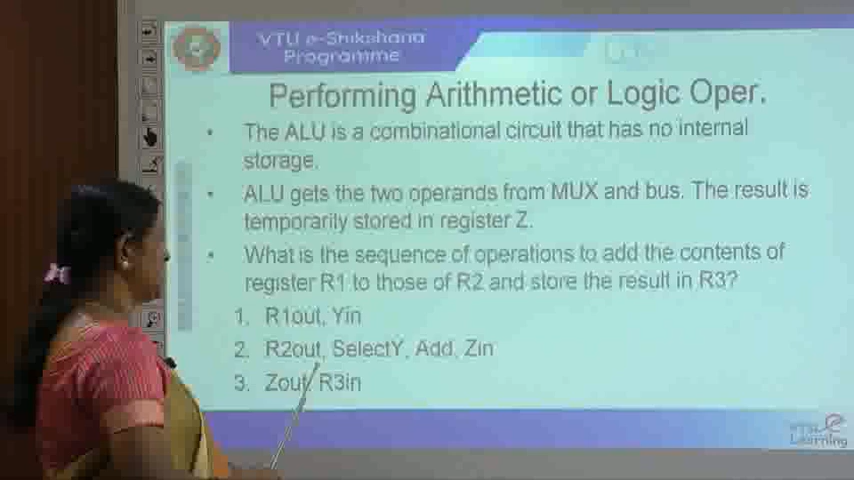 VTU e-Shikshana
Programme
Performing Arithmetic or Logic Oper.
• The ALU is a combinational circuit that has no internal
storage.
• ALU gets the two operands from MUX and bus. The result is
temporarily stored in register Z.
• What is the sequence of operations to add the contents of
register R1 to those of R2 and store the result in R3?
1. R1out, Yin
2. R2out, SelectY, Add, Zin
3. Zout, R3in
VTU e
Learning